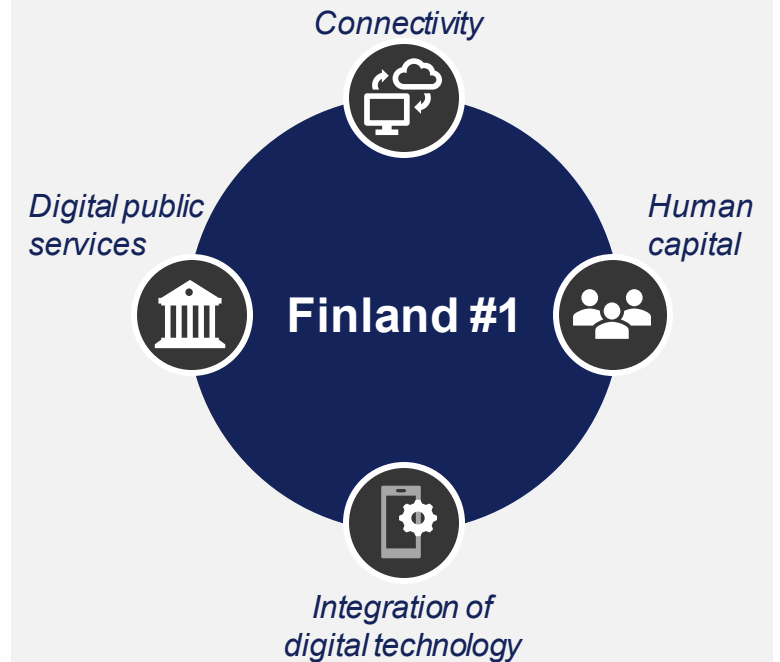 Connectivity
Digital public
services
Human
capital
Finland #1
Integration of
digital technology